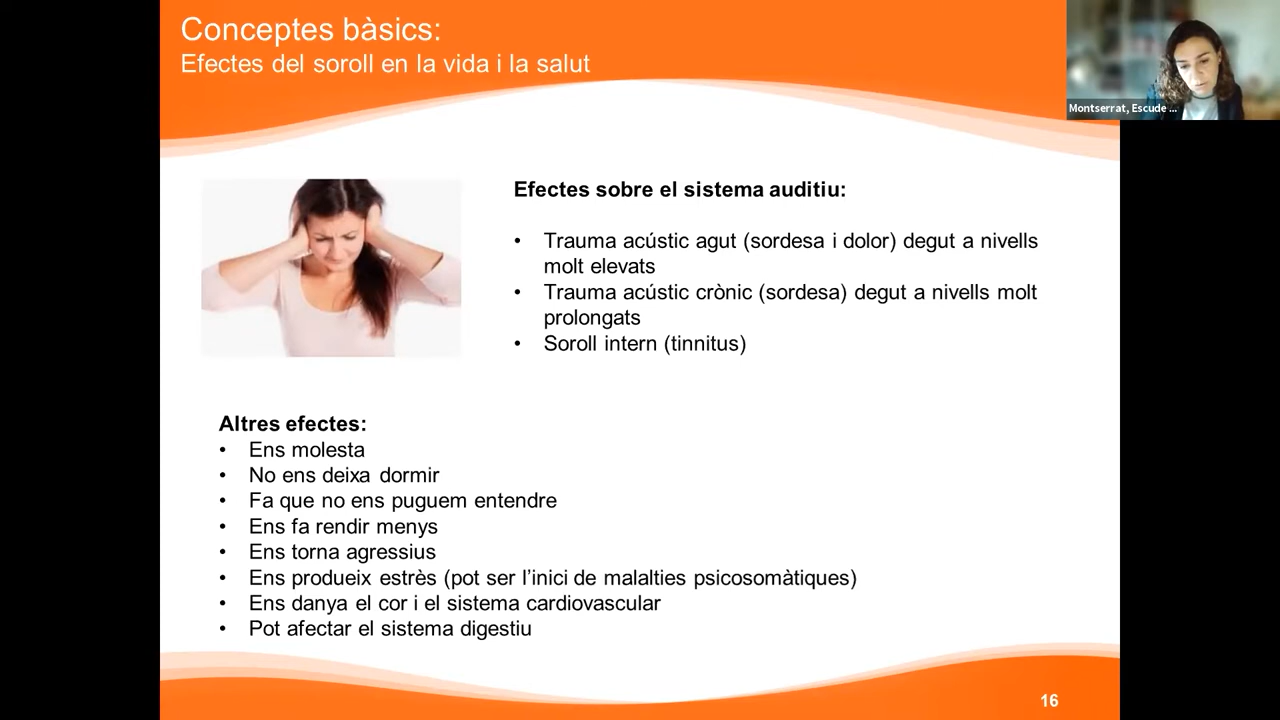 Conceptes bàsics:
Efectes del soroll en la vida i la salut
Montserrat, Escude ...
Efectes sobre el sistema auditiu:
• Trauma acústic agut (sordesa i dolor) degut a nivells
molt elevats
• Trauma acústic crònic (sordesa) degut a nivells molt
prolongats
• Soroll intern (tinnitus)
Altres efectes:
• Ens molesta
• No ens deixa dormir
• Fa que no ens puguem entendre
• Ens fa rendir menys
• Ens torna agressius
• Ens produeix estrès (pot ser l’inici de malalties psicosomàtiques)
• Ens danya el cor i el sistema cardiovascular
• Pot afectar el sistema digestiu
16